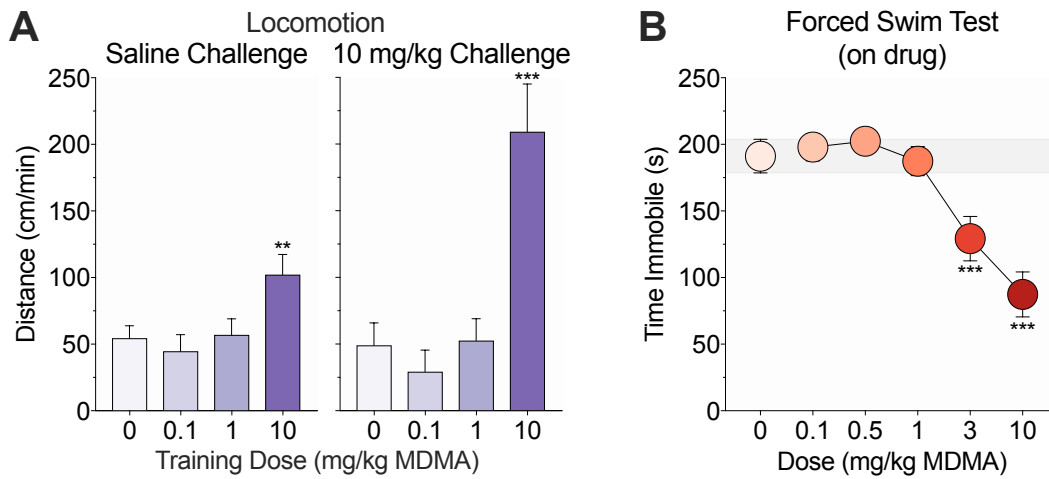 A
Locomotion
Saline Challenge
10 mg/kg Challenge
Distance (cm/min)
250
200
150
100
50
0
**
***
0 0.1 1 10
0 0.1 1 10
Training Dose (mg/kg MDMA)
B
Forced Swim Test
(on drug)
Time Immobile (s)
250
200
150
100
50
0
***
***
0 0.1 0.5 1 3 10
Dose (mg/kg MDMA)